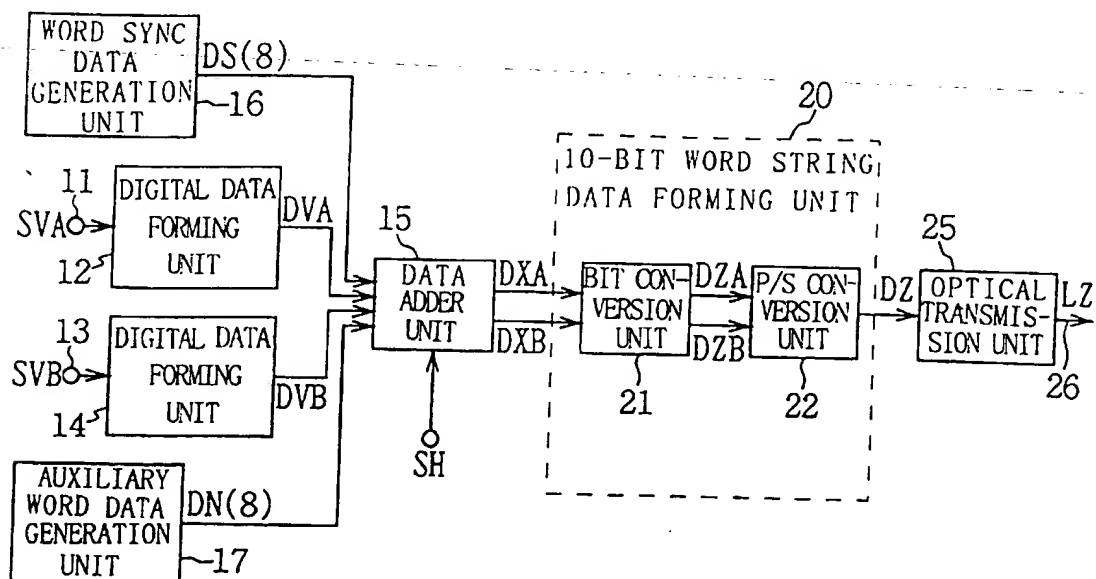 WORD SYNC
DATA
GENERATION
UNIT
DS(8)
16
11
SVA
DIGITAL DATA
FORMING
UNIT
12
DVA
13
SVB
DIGITAL DATA
FORMING
UNIT
14
DVB
AUXILIARY
WORD DATA
GENERATION
UNIT
DN(8)
17
15
DATA
ADDER
UNIT
SH
DXA
DXB
20
10-BIT WORD STRING
DATA FORMING UNIT
BIT CON-
VERSION
UNIT
21
DZA
DZB
P/S CON-
VERSION
UNIT
22
DZ
25
OPTICAL
TRANSMIS-
SION UNIT
LZ
26